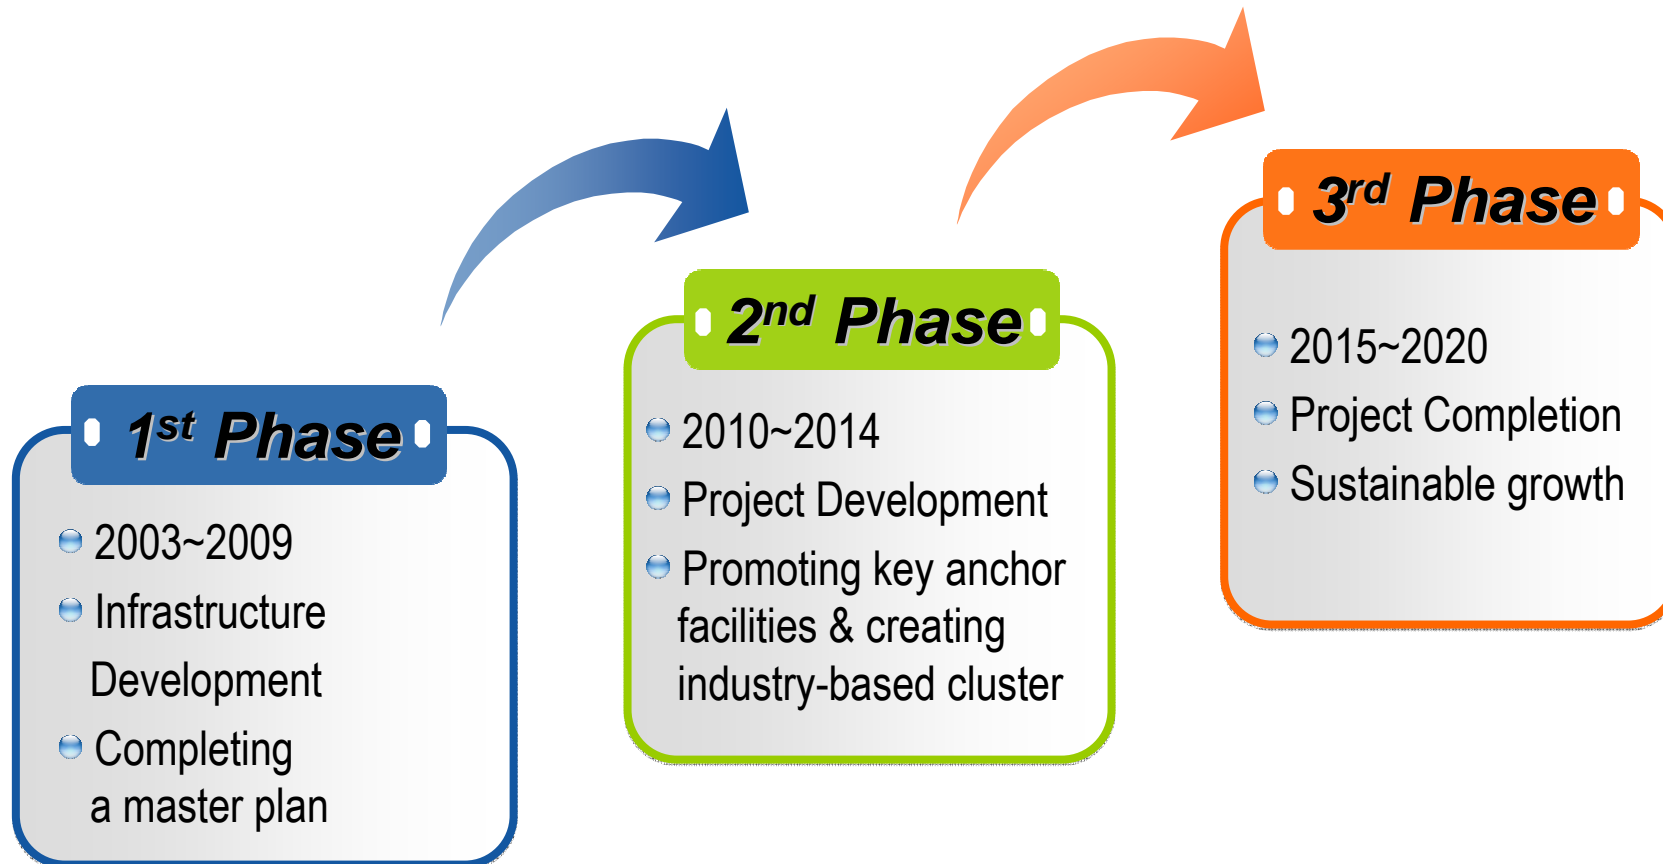 1st Phase
2003~2009
Infrastructure
Development
Completing
a master plan
2nd Phase
2010~2014
Project Development
Promoting key anchor
facilities & creating
industry-based cluster
3rd Phase
2015~2020
Project Completion
Sustainable growth